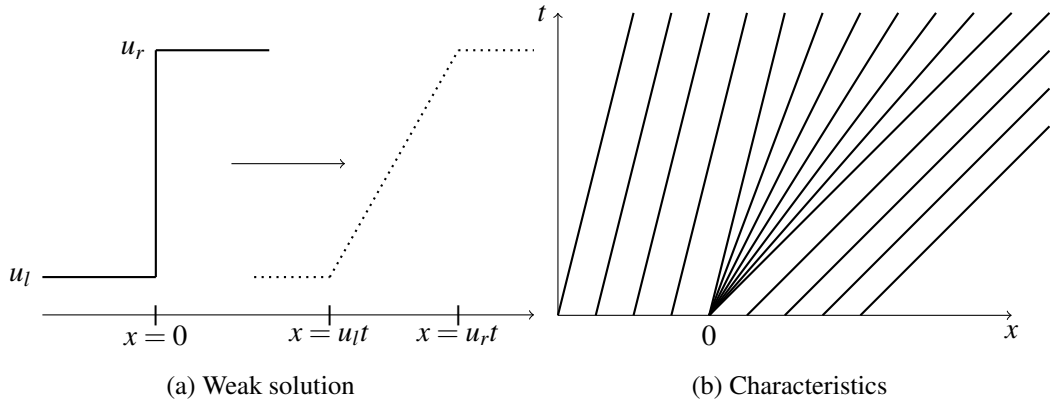 u_r
u_l
x = 0
x = u_l t
x = u_r t
(a) Weak solution
t
0
x
(b) Characteristics